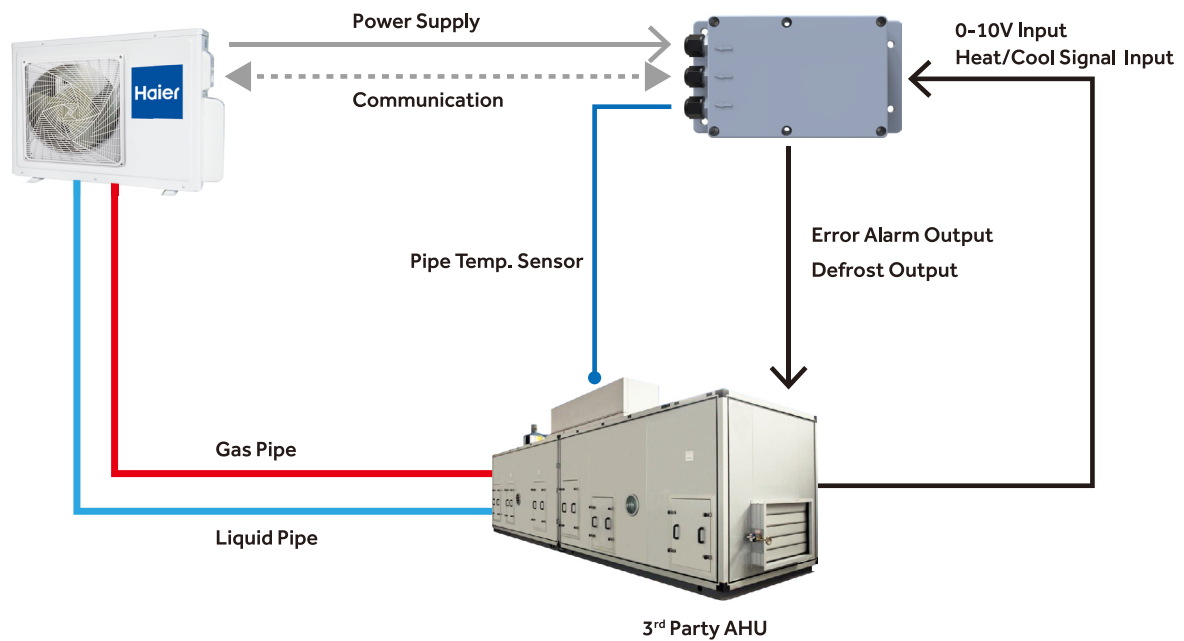 Power Supply
0-10V Input
Heat/Cool Signal Input
Haier
Communication
Error Alarm Output
Pipe Temp. Sensor
Defrost Output
Gas Pipe
Liquid Pipe
3rd Party AHU